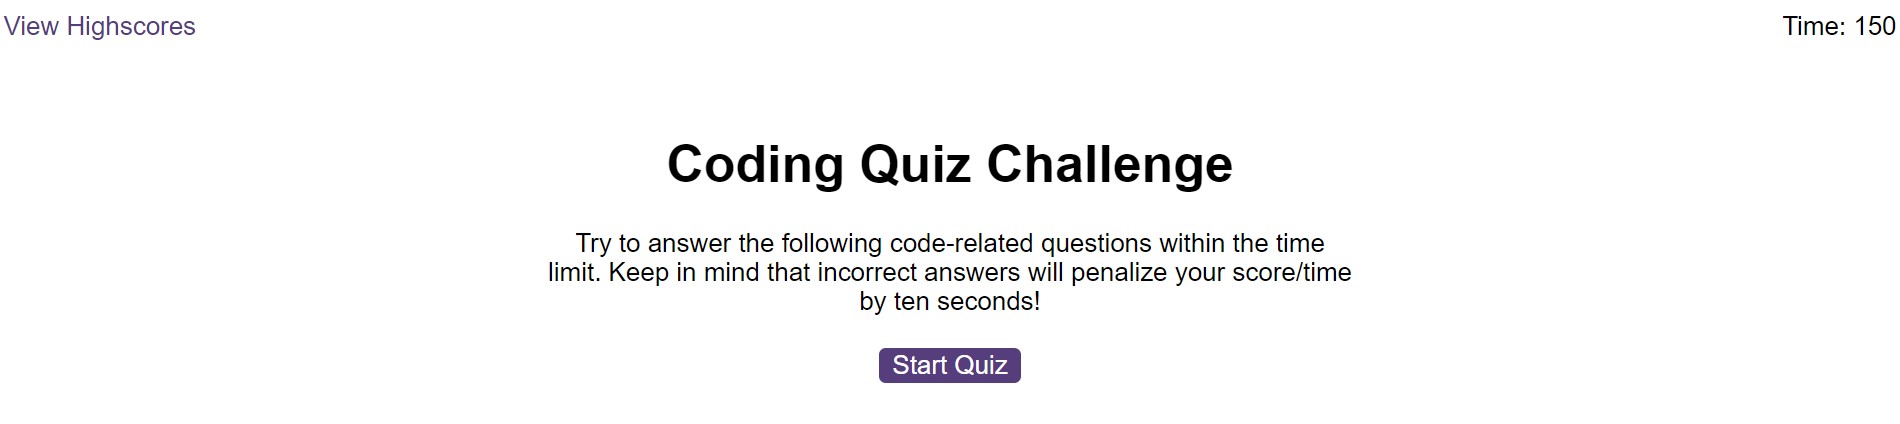 View Highscores
Time: 150
Coding Quiz Challenge
Try to answer the following code-related questions within the time
limit. Keep in mind that incorrect answers will penalize your score/time
by ten seconds!
Start Quiz